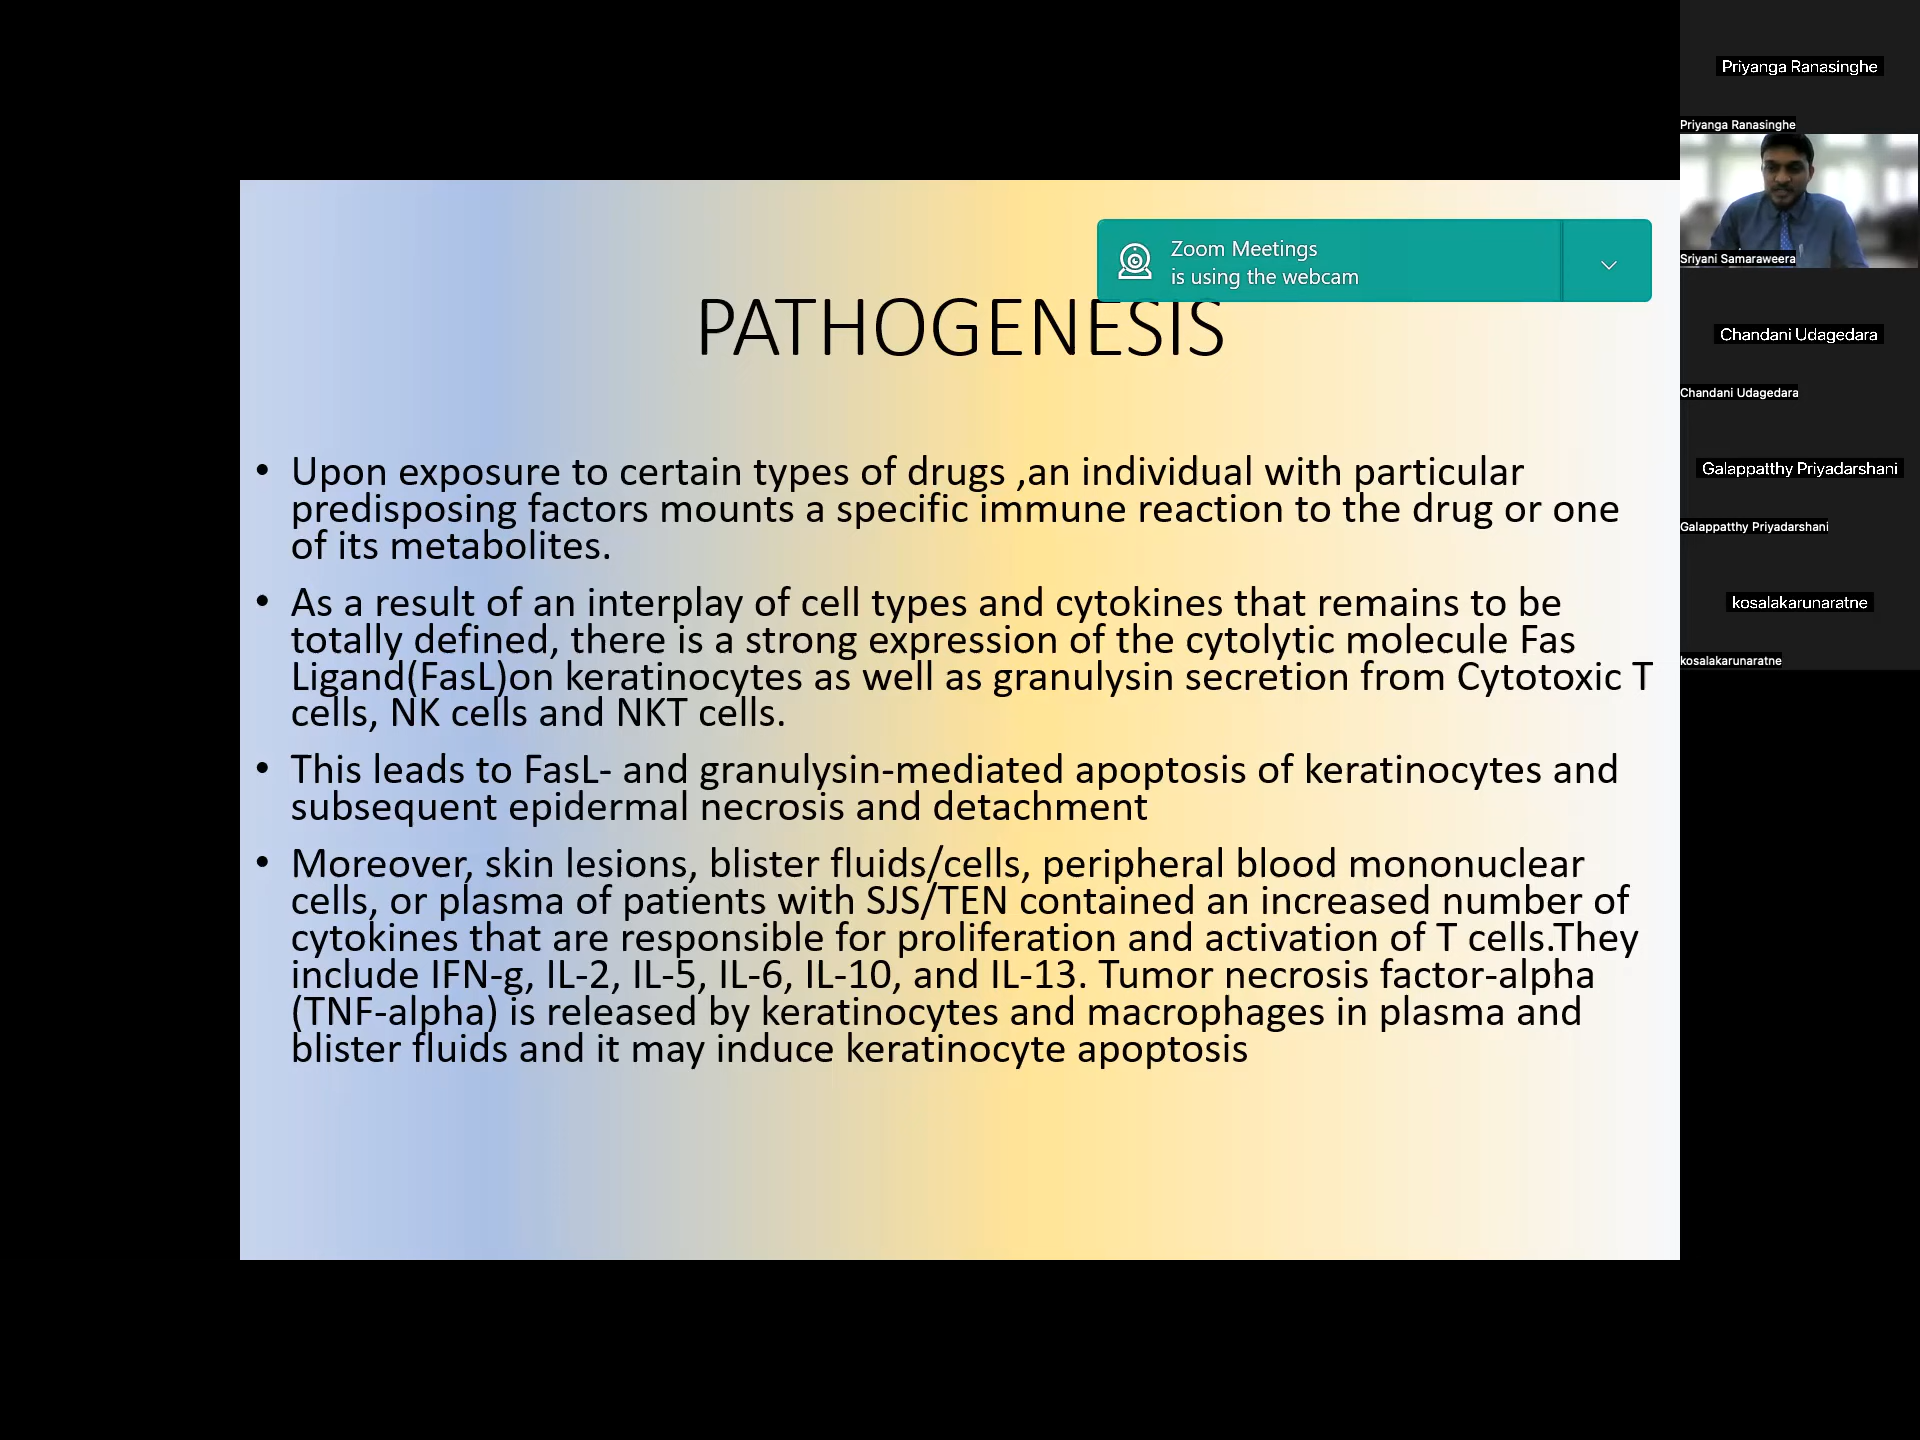 Zoom Meetings
is using the webcam
PATHOGENESIS
• Upon exposure to certain types of drugs ,an individual with particular
predisposing factors mounts a specific immune reaction to the drug or one
of its metabolites.
• As a result of an interplay of cell types and cytokines that remains to be
totally defined, there is a strong expression of the cytolytic molecule Fas
Ligand(FasL)on keratinocytes as well as granulysin secretion from Cytotoxic T
cells, NK cells and NKT cells.
• This leads to FasL- and granulysin-mediated apoptosis of keratinocytes and
subsequent epidermal necrosis and detachment
• Moreover, skin lesions, blister fluids/cells, peripheral blood mononuclear
cells, or plasma of patients with SJS/TEN contained an increased number of
cytokines that are responsible for proliferation and activation of T cells.They
include IFN-g, IL-2, IL-5, IL-6, IL-10, and IL-13. Tumor necrosis factor-alpha
(TNF-alpha) is released by keratinocytes and macrophages in plasma and
blister fluids and it may induce keratinocyte apoptosis
Priyanga Ranasinghe
Priyanga Ranasinghe
Sriyani Samaraweera
Chandani Udagedara
Chandani Udagedara
Galappatthy Priyadarshani
Galappatthy Priyadarshani
kosalakarunaratne
kosalakarunaratne